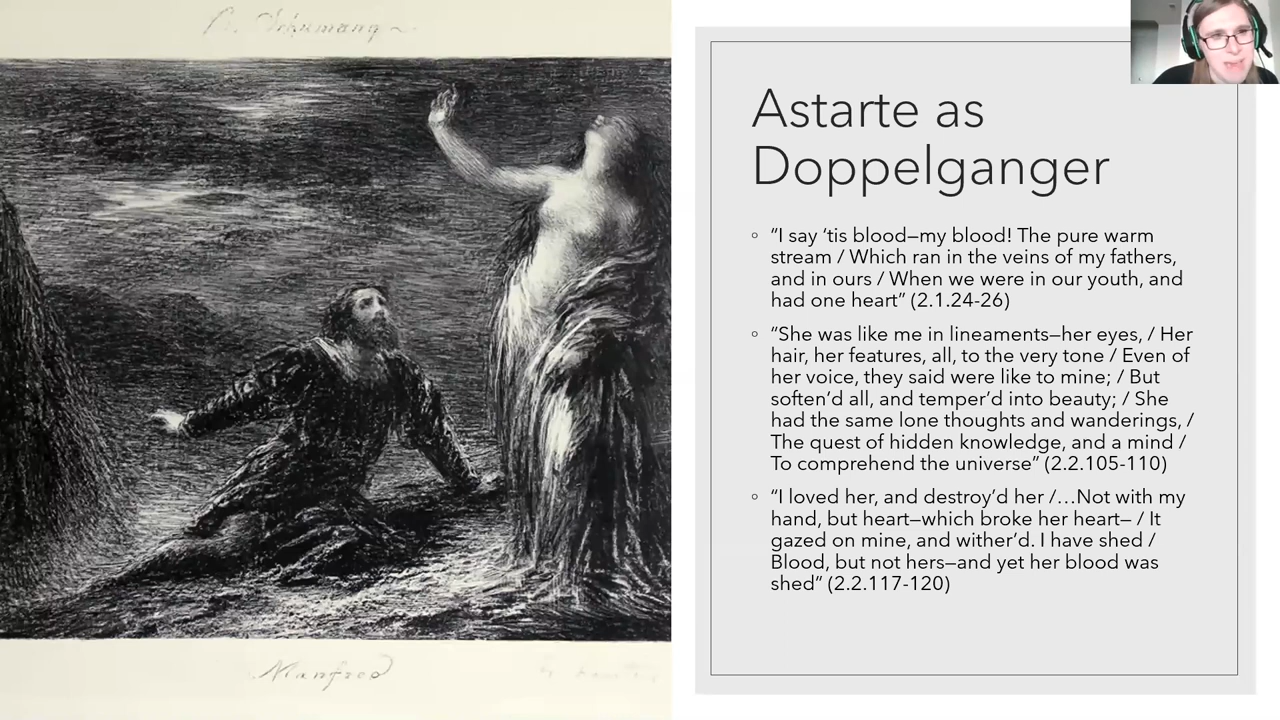 R. Schumann
Astarte as
Doppelganger
“I say ‘tis blood—my blood! The pure warm
stream / Which ran in the veins of my fathers,
and in ours / When we were in our youth, and
had one heart” (2.1.24-26)
“She was like me in lineaments—her eyes, / Her
hair, her features, all, to the very tone / Even of
her voice, they said were like to mine; / But
soften’d all, and temper’d into beauty; / She
had the same lone thoughts and wanderings, /
The quest of hidden knowledge, and a mind /
To comprehend the universe” (2.2.105-110)
“I loved her, and destroy’d her /…Not with my
hand, but heart—which broke her heart— / It
gazed on mine, and wither’d. I have shed /
Blood, but not hers—and yet her blood was
shed” (2.2.117-120)
Manfred